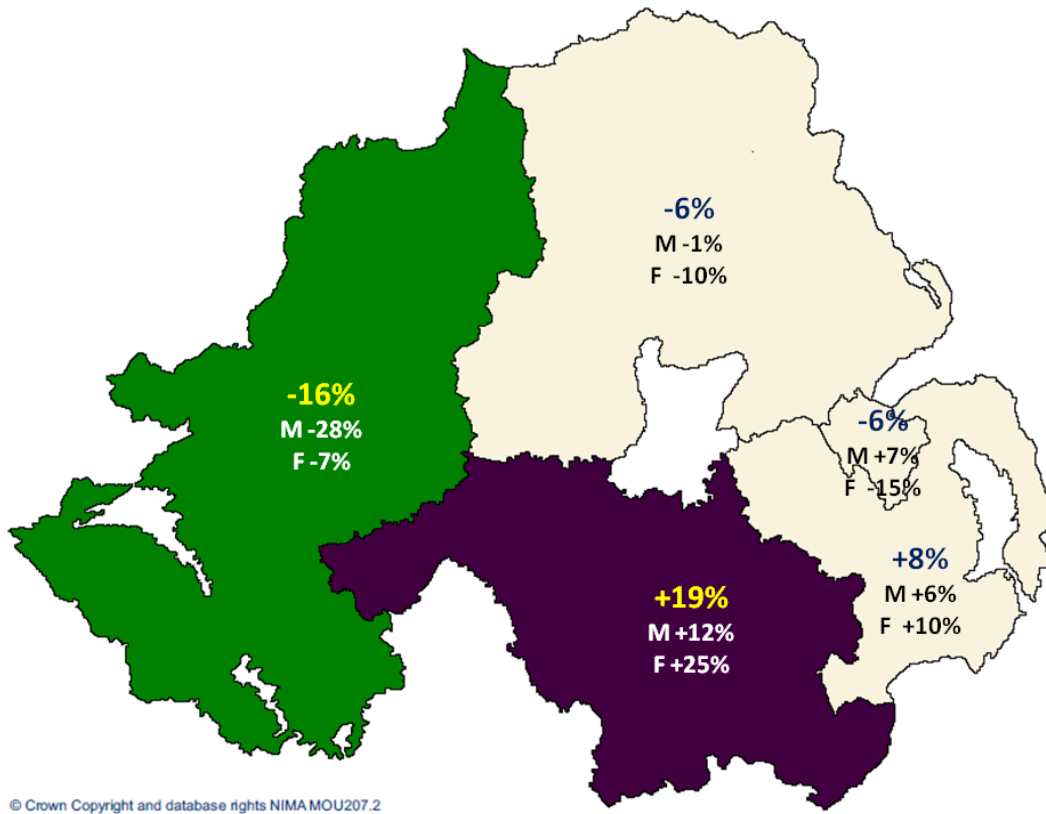 -6%
M -1%
F -10%
-16%
M -28%
F -7%
-6%
M +7%
F -15%
+8%
M +6%
F +10%
+19%
M +12%
F +25%
© Crown Copyright and database rights NIMA MOU207.2